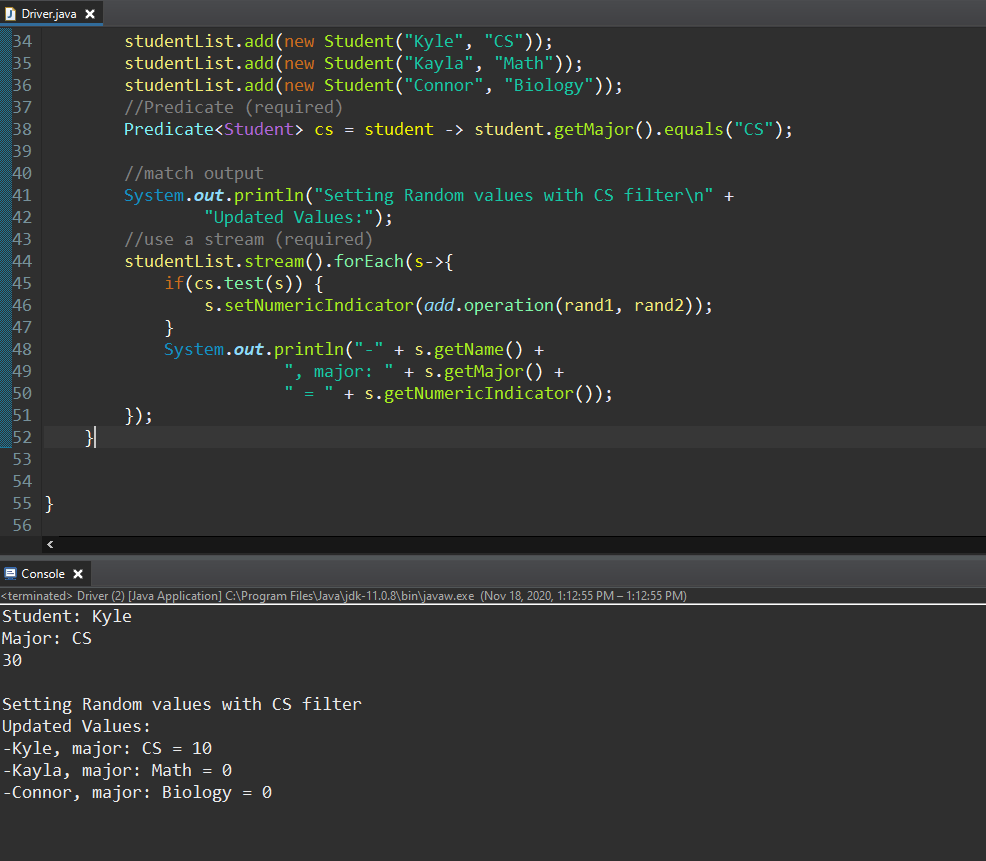 Driver.java
34 studentList.add(new Student("Kyle", "CS"));
35 studentList.add(new Student("Kayla", "Math"));
36 studentList.add(new Student("Connor", "Biology"));
37 //Predicate (required)
38 Predicate<Student> cs = student -> student.getMajor().equals("CS");
39
40 //match output
41 System.out.println("Setting Random values with CS filter\n" +
42 "Updated Values:");
43 //use a stream (required)
44 studentList.stream().forEach(s->{
45 if(cs.test(s)) {
46 s.setNumericIndicator(add.operation(rand1, rand2));
47 }
48 System.out.println("-" + s.getName() +
49 ", major: " + s.getMajor() +
50 " = " + s.getNumericIndicator());
51 });
52 }
53
54
55 }
56
Console
<terminated> Driver (2) [Java Application] C:\Program Files\Java\jdk-11.0.8\bin\javaw.exe (Nov 18, 2020, 1:12:55 PM – 1:12:55 PM)
Student: Kyle
Major: CS
30
Setting Random values with CS filter
Updated Values:
-Kyle, major: CS = 10
-Kayla, major: Math = 0
-Connor, major: Biology = 0